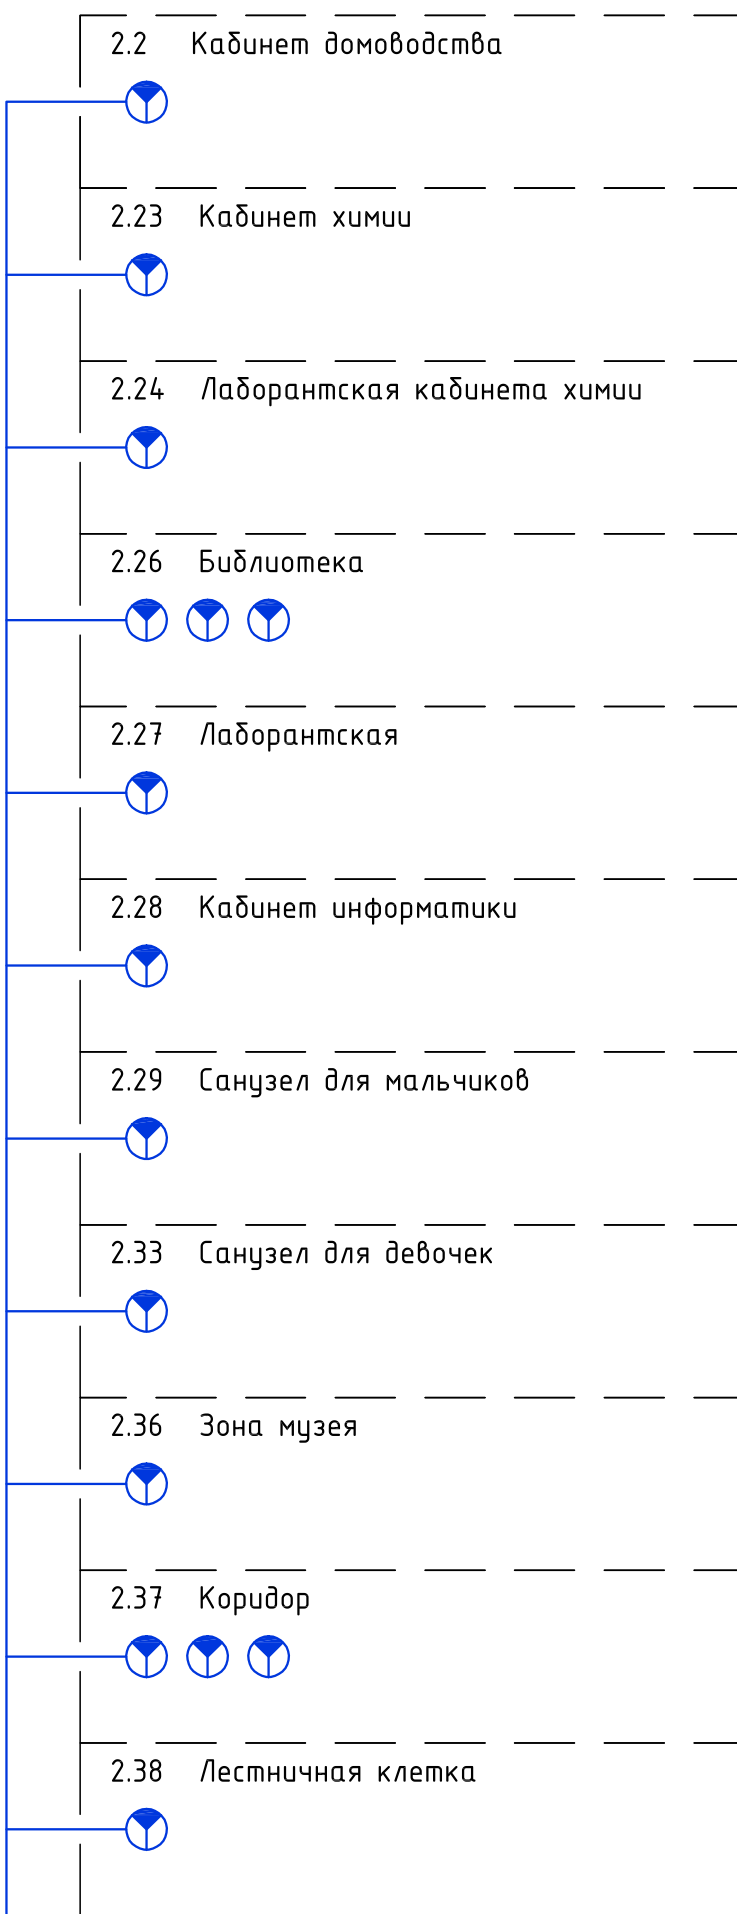 2.2 Кабинет домоводства
2.23 Кабинет химии
2.24 Лаборантская кабинета химии
2.26 Библиотека
2.27 Лаборантская
2.28 Кабинет информатики
2.29 Санузел для мальчиков
2.33 Санузел для девочек
2.36 Зона музея
2.37 Коридор
2.38 Лестничная клетка